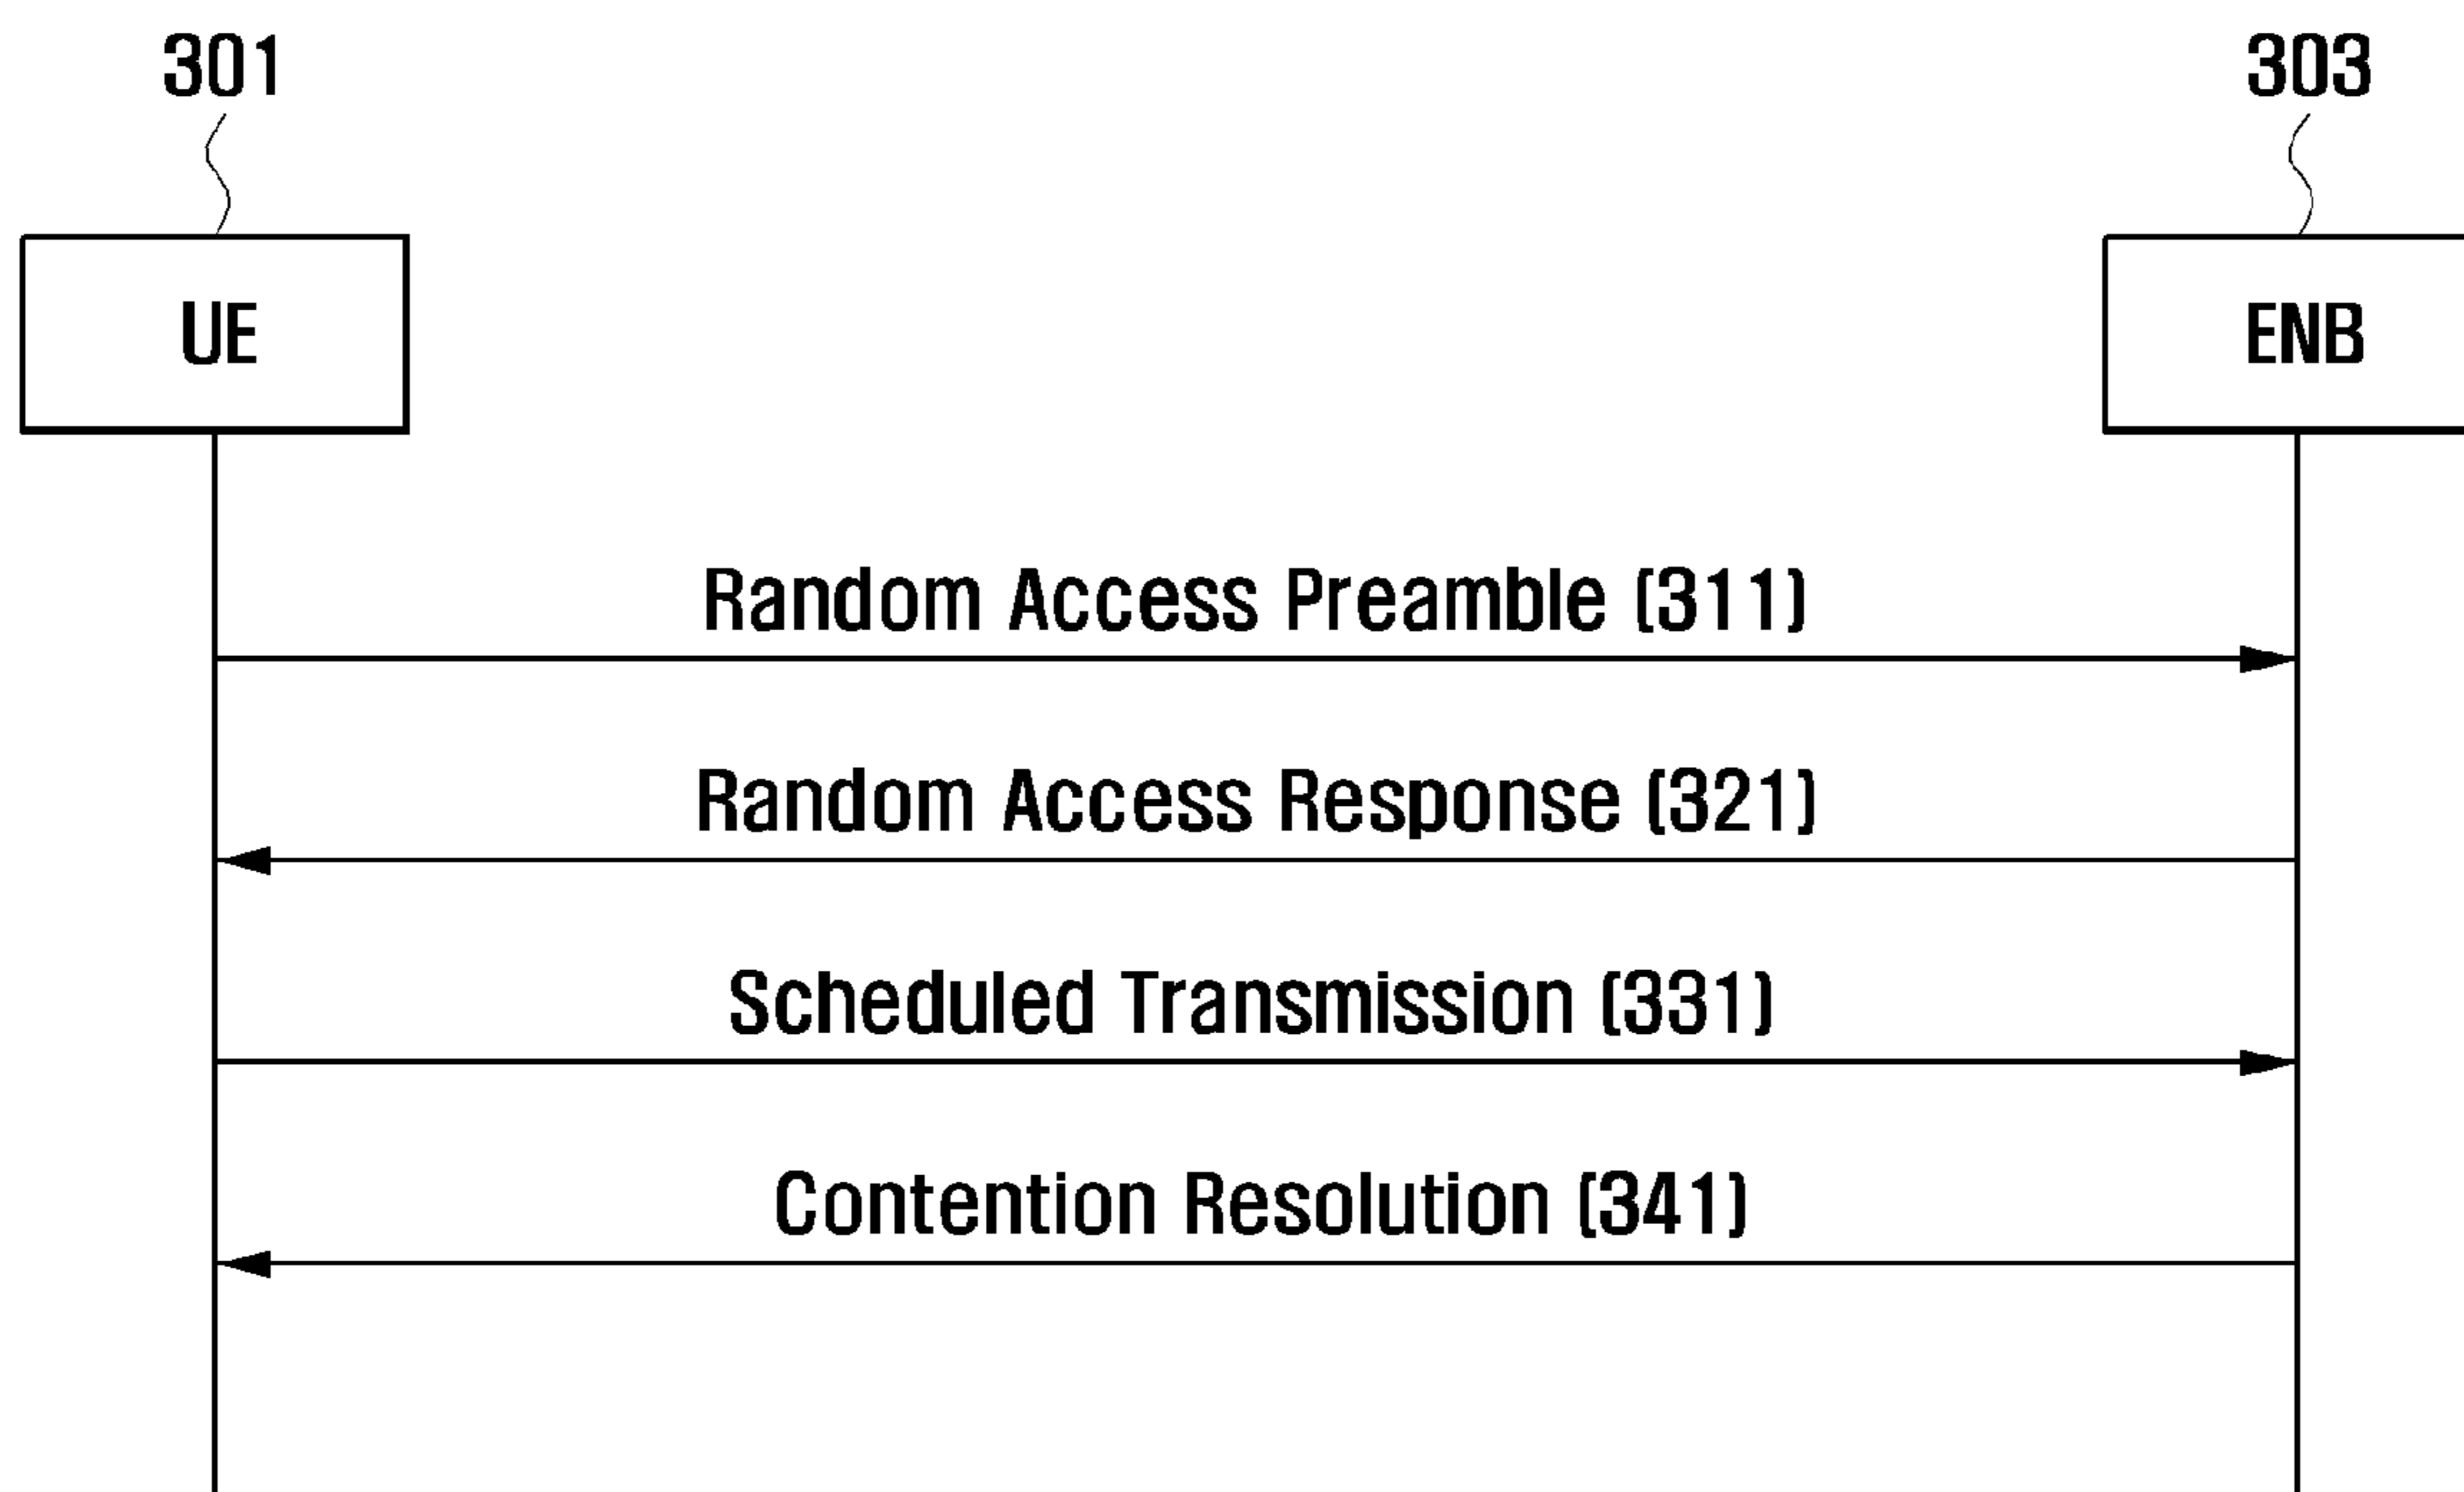 301
303
UE
ENB
Random Access Preamble (311)
Random Access Response (321)
Scheduled Transmission (331)
Contention Resolution (341)